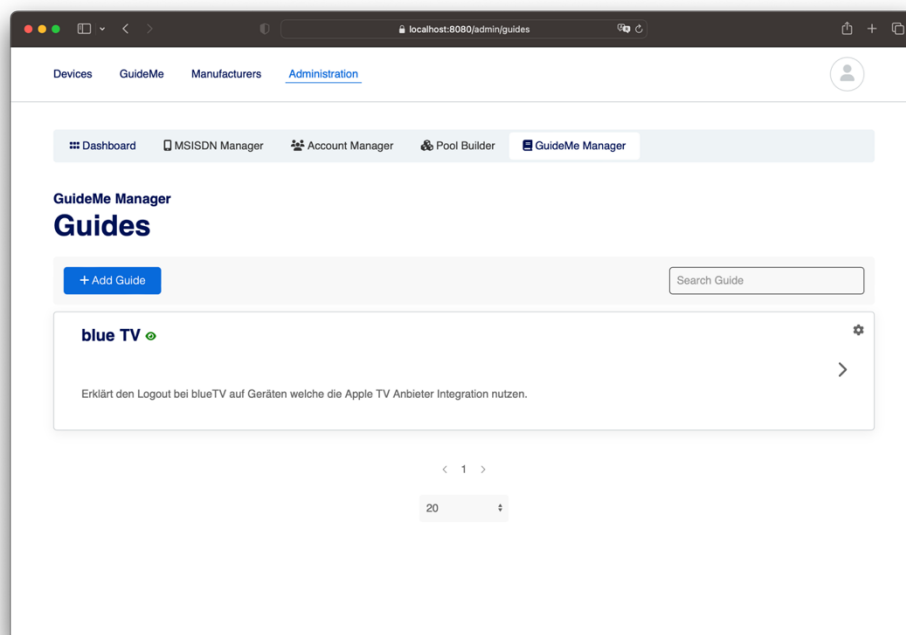 localhost:8080/admin/guides
Devices GuideMe Manufacturers Administration
Dashboard MSISDN Manager Account Manager Pool Builder GuideMe Manager
GuideMe Manager
Guides
+ Add Guide Search Guide
blue TV
Erklärt den Logout bei blueTV auf Geräten welche die Apple TV Anbieter Integration nutzen.
1
20